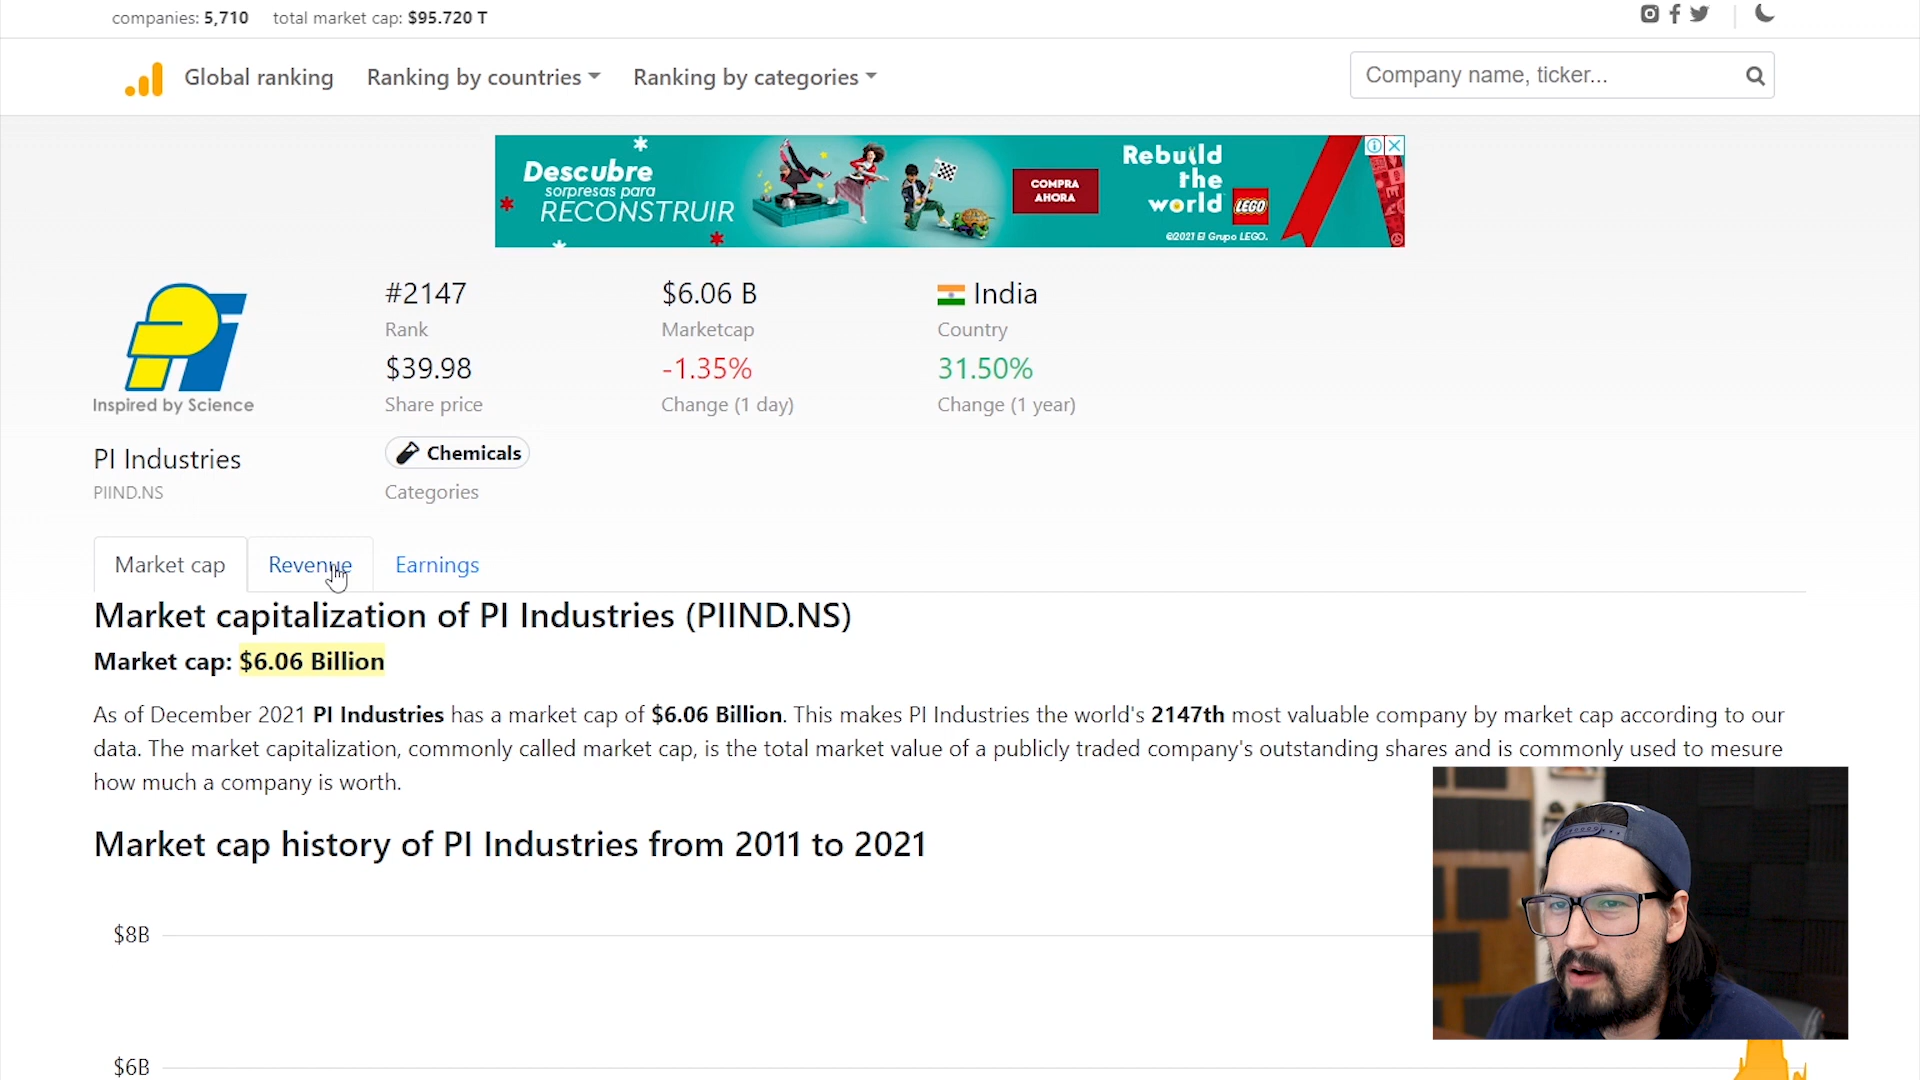 companies: 5,710 total market cap: $95.720 T
Global ranking Ranking by countries Ranking by categories Company name, ticker...
Descubre
sorpresas para
RECONSTRUIR
COMPRA
AHORA
Rebuild
the
world
LEGO
©2021 El Grupo LEGO.
#2147 $6.06 B India
Rank Marketcap Country
$39.98 -1.35% 31.50%
Share price Change (1 day) Change (1 year)
PI
Inspired by Science
PI Industries Chemicals
PIIND.NS Categories
Market cap Revenue Earnings
Market capitalization of PI Industries (PIIND.NS)
Market cap: $6.06 Billion
As of December 2021 PI Industries has a market cap of $6.06 Billion. This makes PI Industries the world's 2147th most valuable company by market cap according to our
data. The market capitalization, commonly called market cap, is the total market value of a publicly traded company's outstanding shares and is commonly used to mesure
how much a company is worth.
Market cap history of PI Industries from 2011 to 2021
$8B
$6B